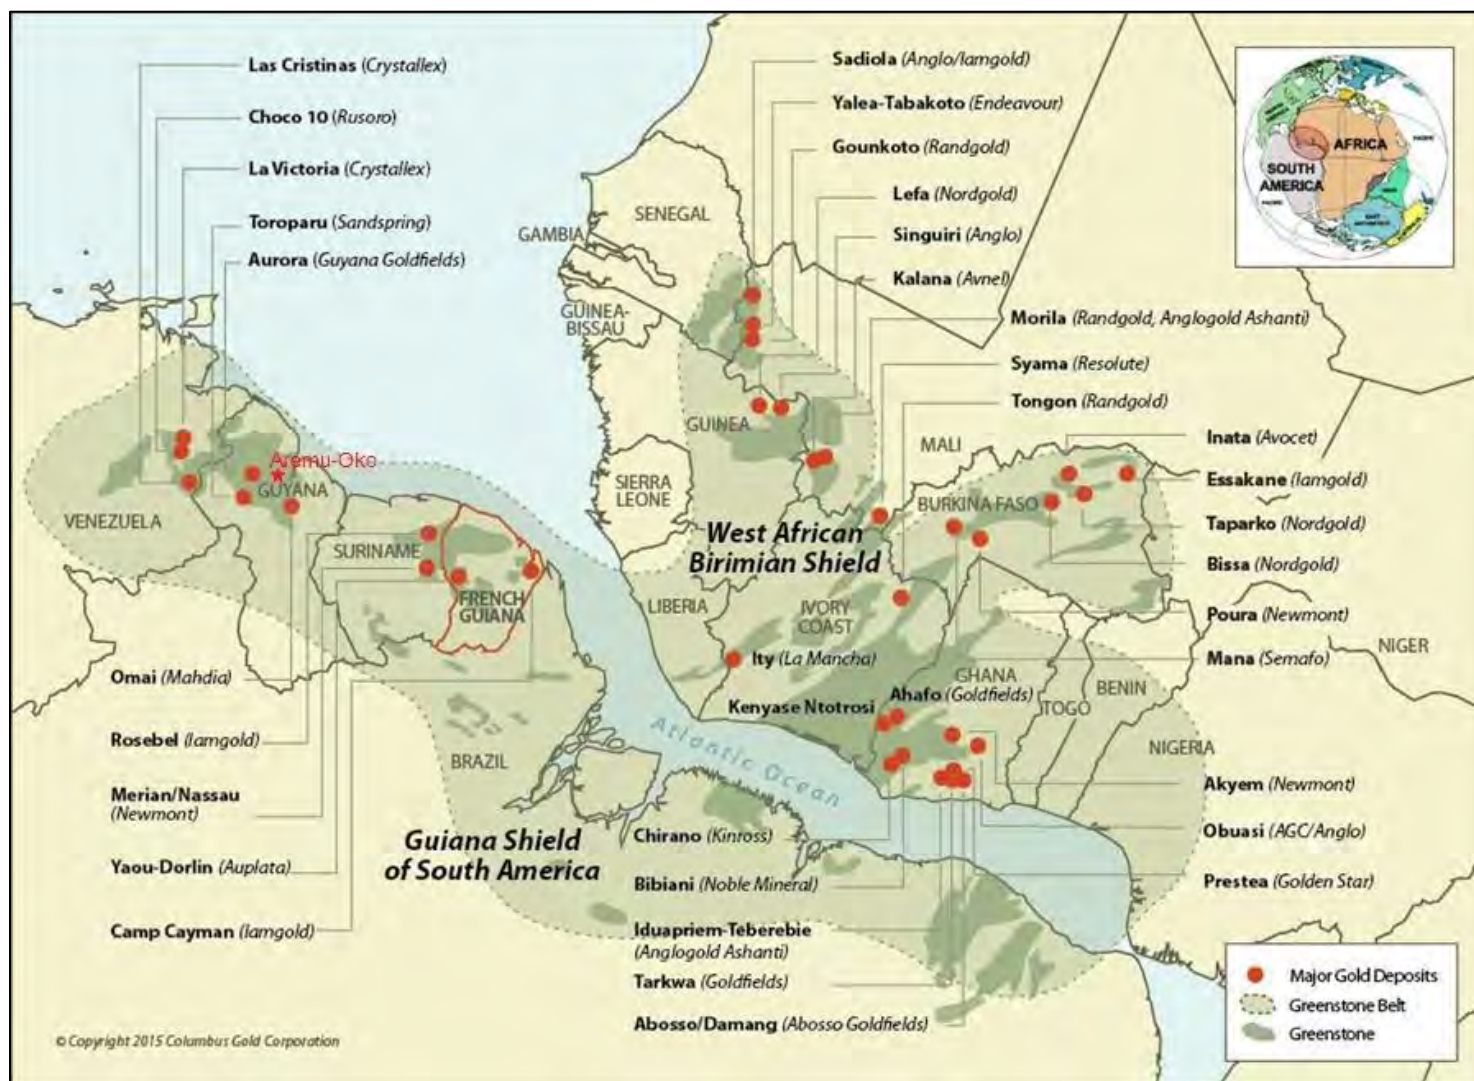 Las Cristinas (Crystallex)
Choco 10 (Rusoro)
La Victoria (Crystallex)
Toroparu (Sandspring)
Aurora (Guyana Goldfields)
Sadiola (Anglo/Iamgold)
Yalea-Tabakoto (Endeavour)
Gounkoto (Randgold)
Lefa (Nordgold)
Singuiri (Anglo)
Kalana (Avnel)
Morila (Randgold, Anglogold Ashanti)
Syama (Resolute)
Tongon (Randgold)
Inata (Avocet)
Essakane (Iamgold)
Taparko (Nordgold)
Bissa (Nordgold)
Poura (Newmont)
Mana (Semafo)
AFRICA
SOUTH
AMERICA
PACIFIC
PACIFIC
SENEGAL
GAMBIA
GUINEA-
BISSAU
GUINEA
SIERRA
LEONE
MALI
BURKINA FASO
West African
Birimian Shield
LIBERIA
IVORY
COAST
GHANA
TOGO
BENIN
NIGER
NIGERIA
Aremu-Oko
GUYANA
VENEZUELA
SURINAME
FRENCH
GUIANA
BRAZIL
Atlantic Ocean
Ity (La Mancha)
Ahafo (Goldfields)
Kenyase Ntotrosi
Omai (Mahdia)
Rosebel (Iamgold)
Merian/Nassau
(Newmont)
Yaou-Dorlin (Auplata)
Camp Cayman (Iamgold)
Guiana Shield
of South America
Chirano (Kinross)
Bibiani (Noble Mineral)
Iduapriem-Teberebie
(Anglogold Ashanti)
Tarkwa (Goldfields)
Abosso/Damang (Abosso Goldfields)
Akyem (Newmont)
Obuasi (AGC/Anglo)
Prestea (Golden Star)
Major Gold Deposits
Greenstone Belt
Greenstone
© Copyright 2015 Columbus Gold Corporation